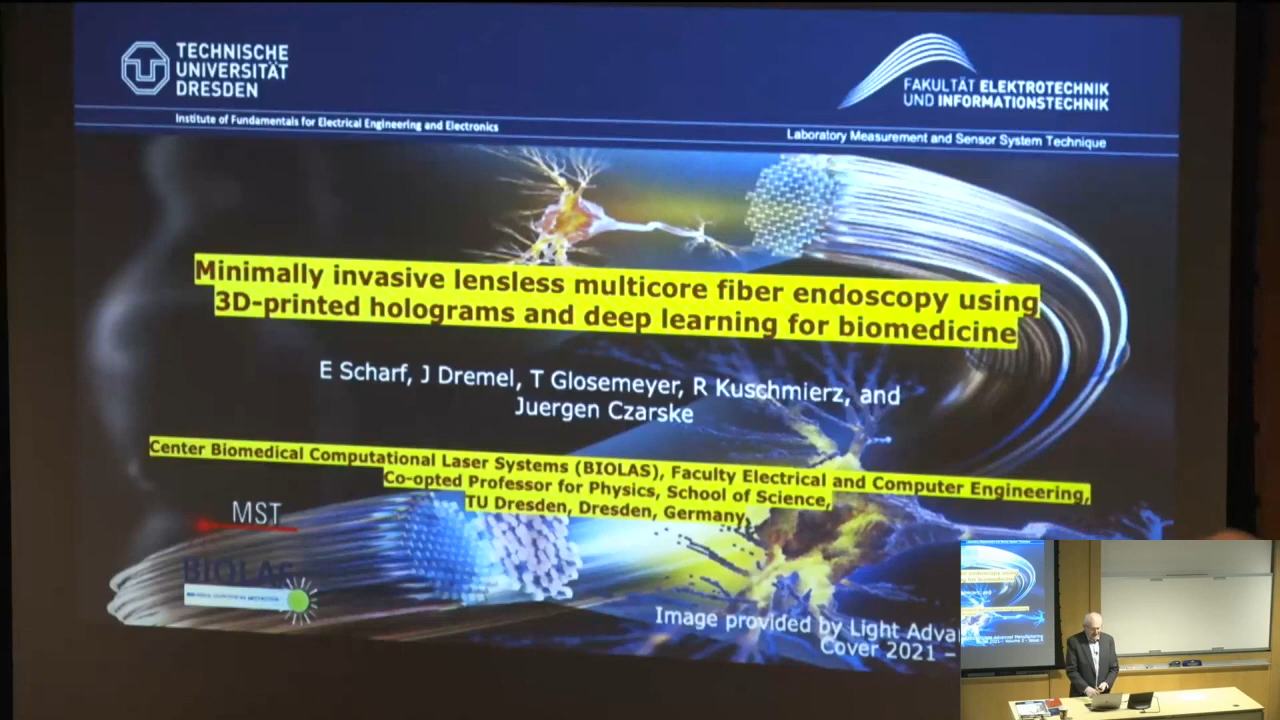 TECHNISCHE
UNIVERSITÄT
DRESDEN
FAKULTÄT ELEKTROTECHNIK
UND INFORMATIONSTECHNIK
Institute of Fundamentals for Electrical Engineering and Electronics
Laboratory Measurement and Sensor System Technique
Minimally invasive lensless multicore fiber endoscopy using
3D-printed holograms and deep learning for biomedicine
E Scharf, J Dremel, T Glosemeyer, R Kuschmierz, and
Juergen Czarske
Center Biomedical Computational Laser Systems (BIOLAS), Faculty Electrical and Computer Engineering,
Co-opted Professor for Physics, School of Science,
TU Dresden, Dresden, Germany,
MST
BIOLAS
Image provided by Light Adva
Cover 2021 –